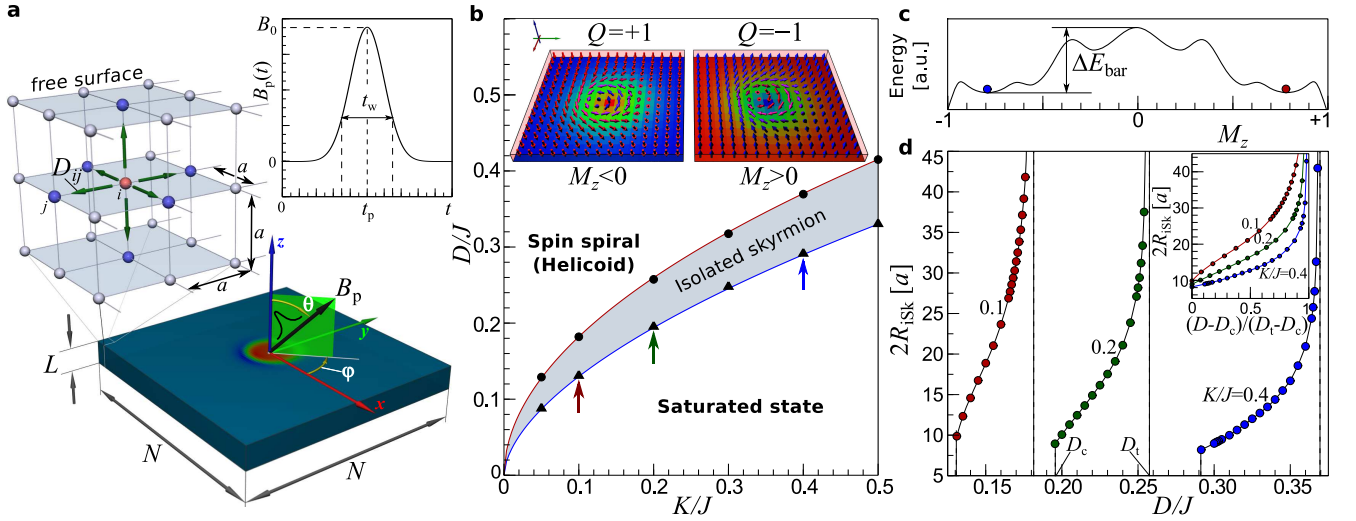 a
free surface
D_ij
i
j
a
a
a
B_0
B_p(t)
t_w
0
0
t_p
t
z
B_p
θ
y
φ
x
L
N
N
b
Q=+1
Q=−1
M_z<0
M_z>0
D/J
0.5
0.4
0.3
0.2
0.1
0
Spin spiral
(Helicoid)
Isolated skyrmion
Saturated state
0
0.1
0.2
0.3
0.4
0.5
K/J
c
Energy
[a.u.]
ΔE_bar
-1
0
+1
M_z
d
2R_iSk [a]
45
40
35
30
25
20
15
10
5
0.1
0.2
K/J=0.4
D_c
D_t
0.15
0.20
0.25
0.30
0.35
D/J
2R_iSk [a]
40
30
20
10
0.1
0.2
K/J=0.4
0
0.5
1
(D-D_c)/(D_t-D_c)